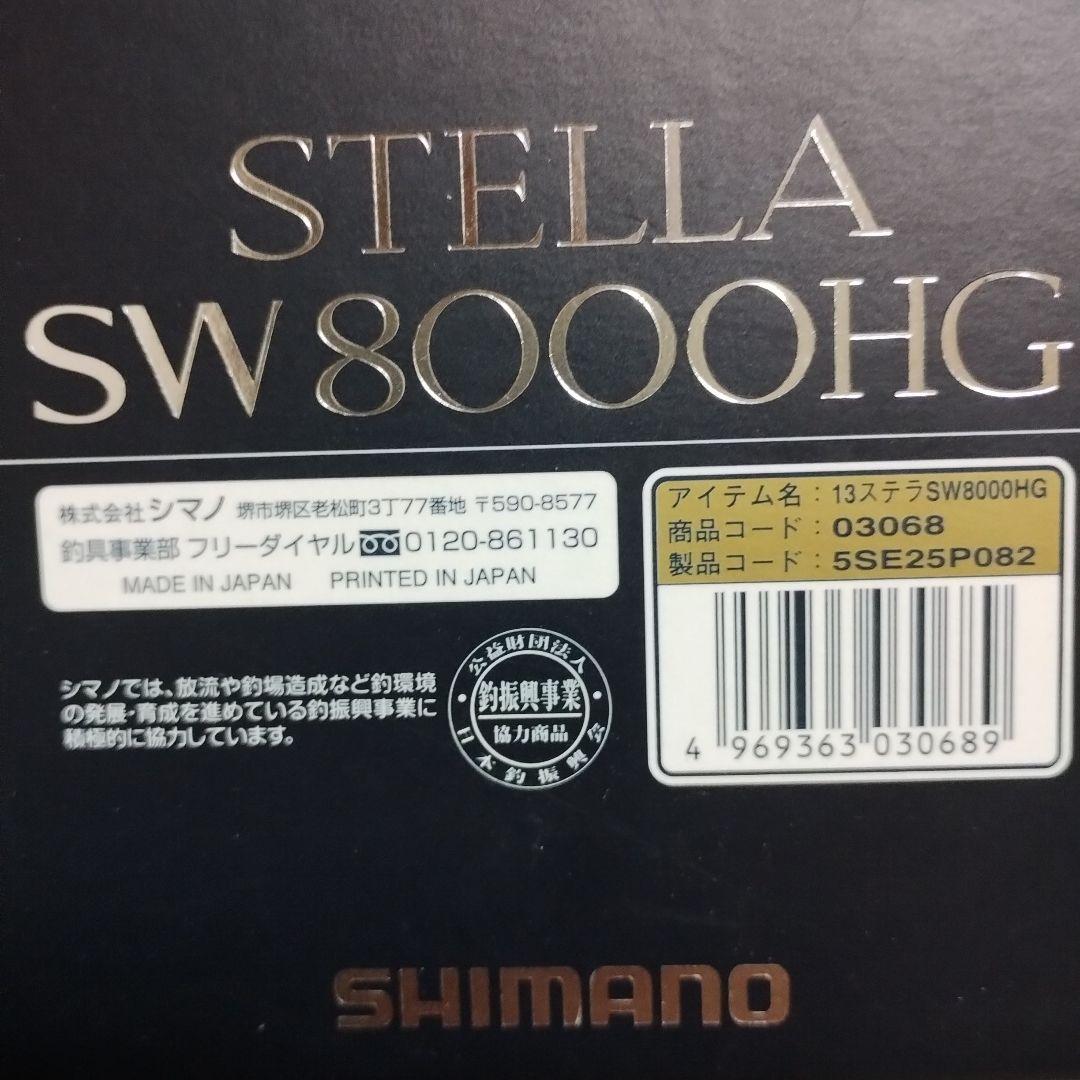 STELLA
SW 8000HG
株式会社シマノ 堺市堺区老松町3丁77番地 〒590-8577
釣具事業部 フリーダイヤル 0120-861130
MADE IN JAPAN PRINTED IN JAPAN
アイテム名：13ステラSW8000HG
商品コード：03068
製品コード：5SE25P082
4 969363 030689
シマノでは、放流や釣場造成など釣環境
の発展・育成を進めている釣振興事業に
積極的に協力しています。
公益財団法人
釣振興事業
協力商品
日本釣振興会
SHIMANO